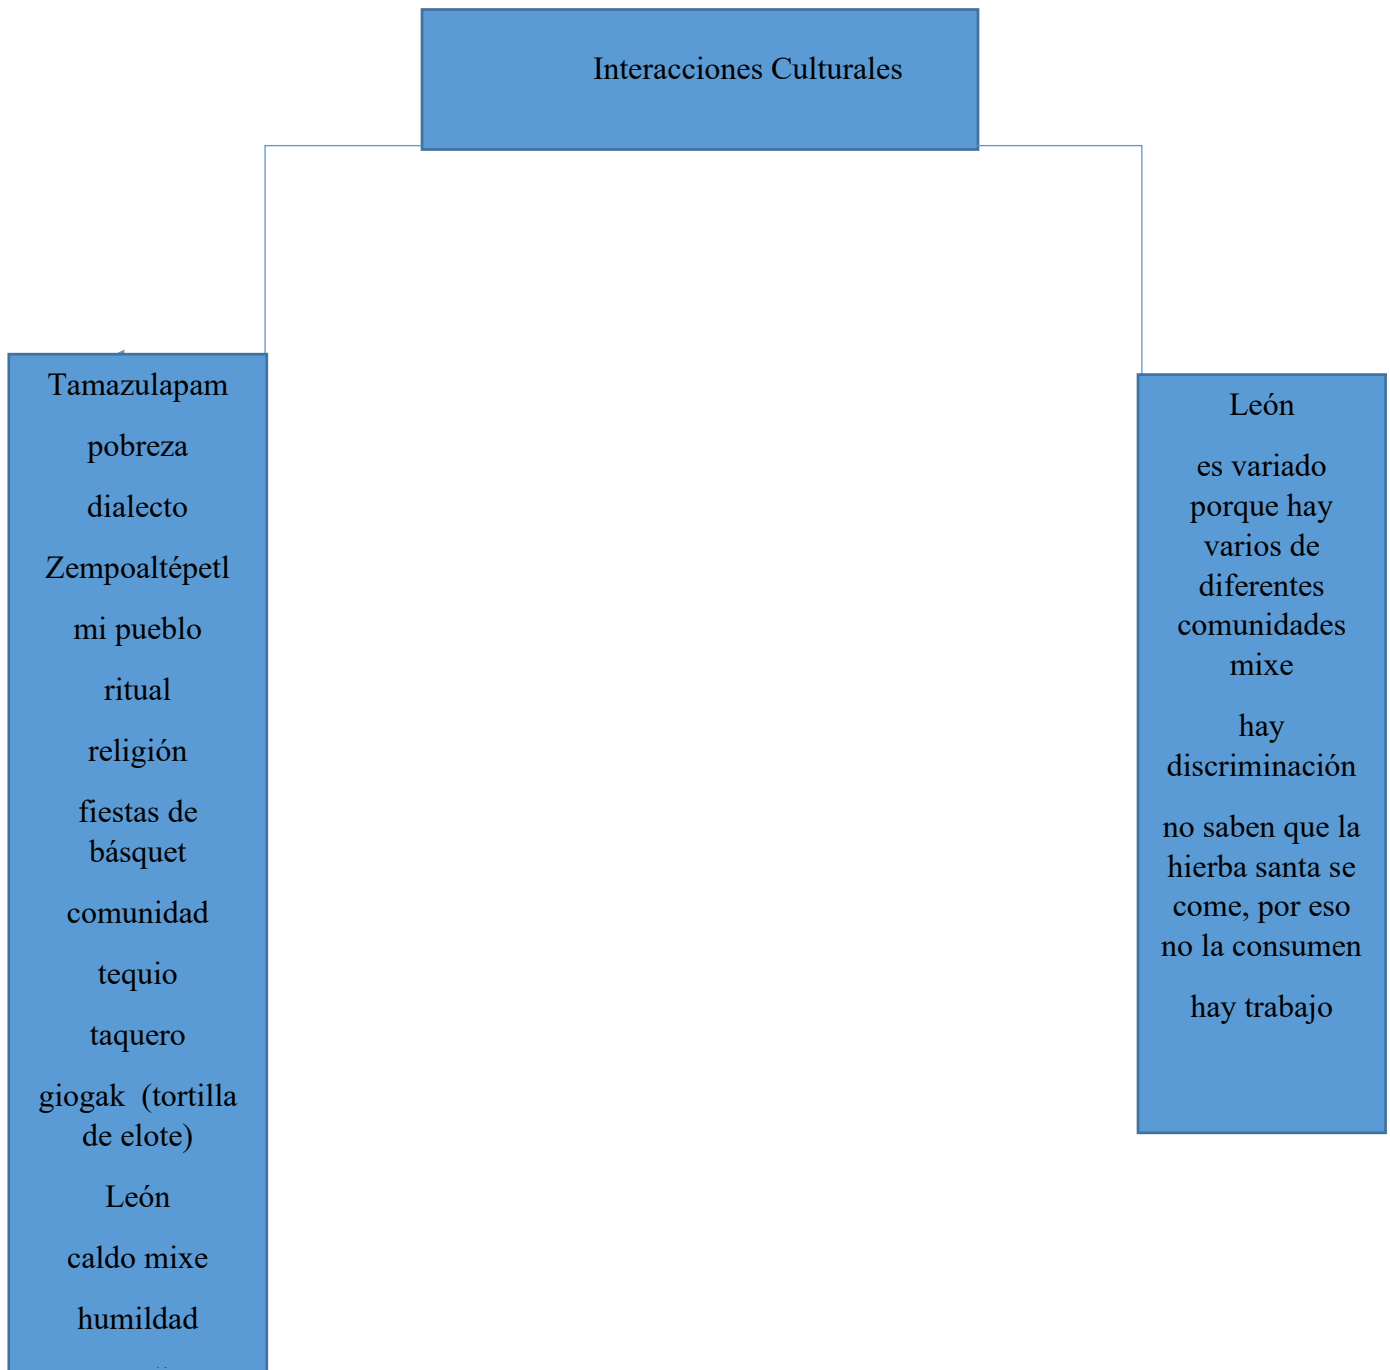 Interacciones Culturales
Tamazulapam
pobreza
dialecto
Zempoaltépetl
mi pueblo
ritual
religión
fiestas de
básquet
comunidad
tequio
taquero
giogak (tortilla
de elote)
León
caldo mixe
humildad
León
es variado
porque hay
varios de
diferentes
comunidades
mixe
hay
discriminación
no saben que la
hierba santa se
come, por eso
no la consumen
hay trabajo